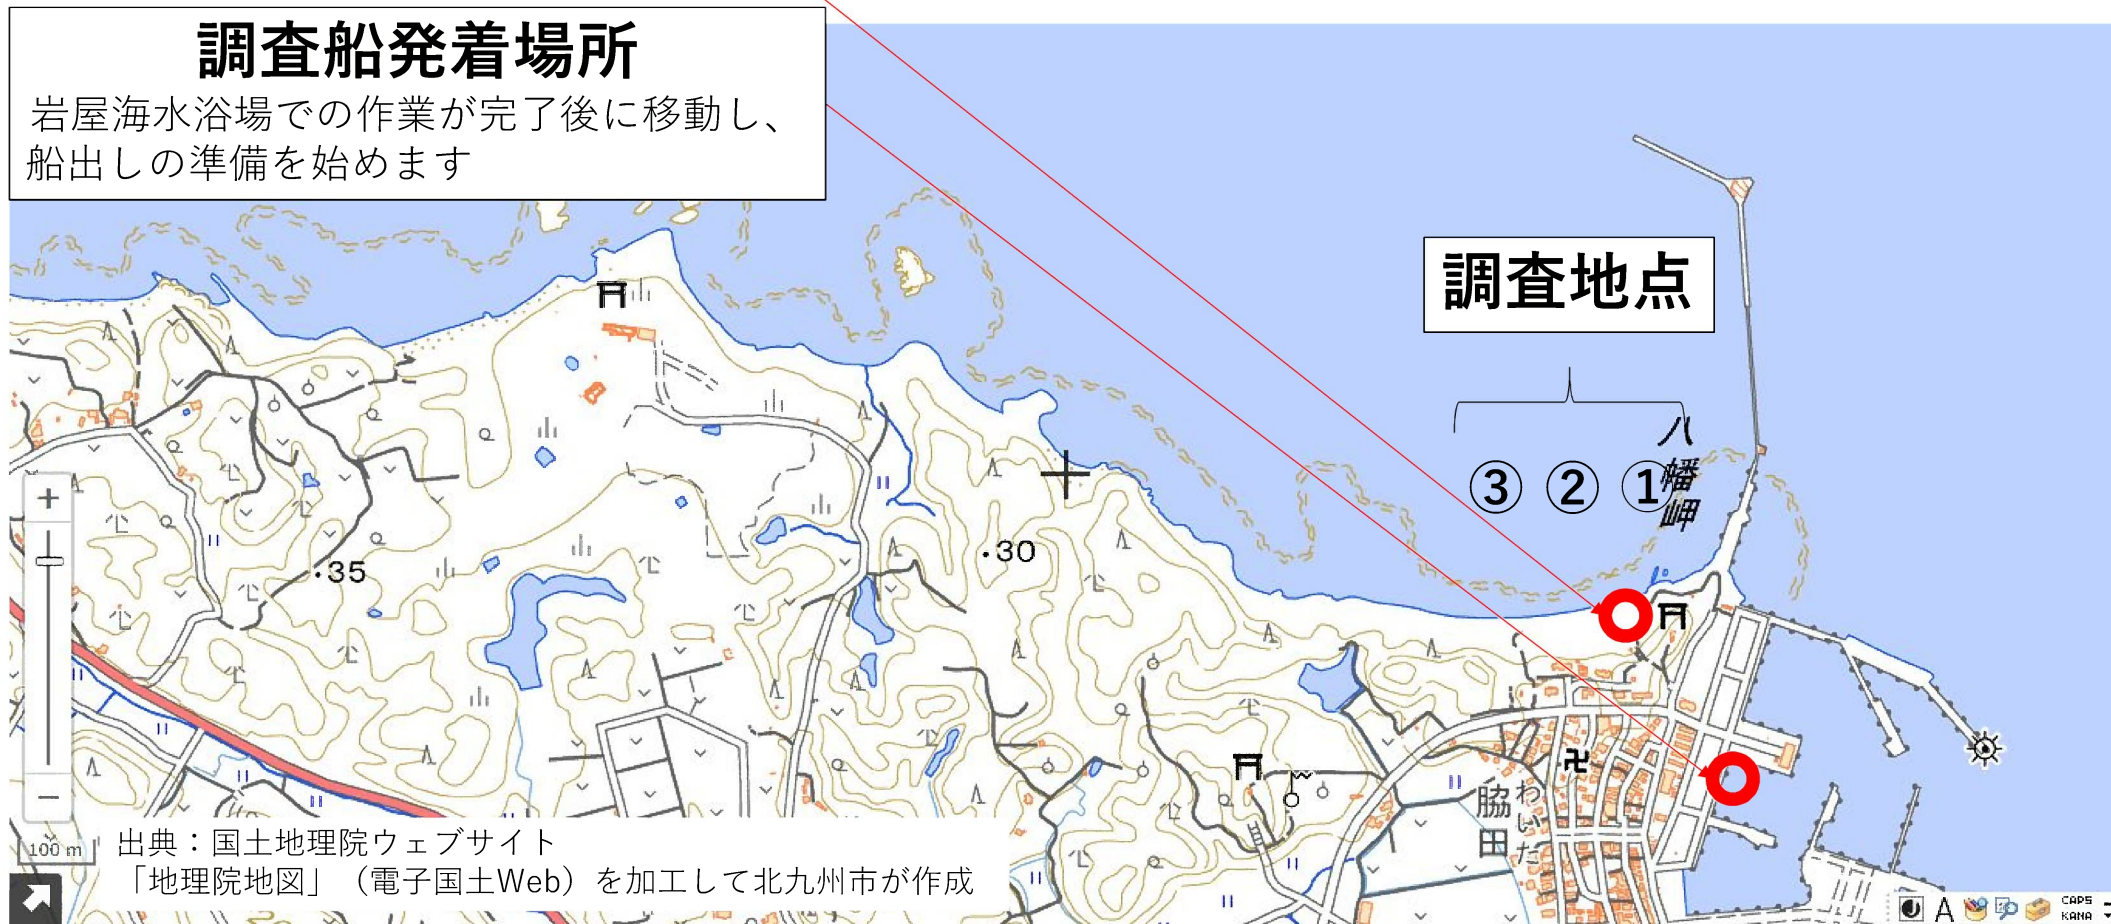 調査船発着場所
岩屋海水浴場での作業が完了後に移動し、
船出しの準備を始めます
調査地点
③ ② ①
八幡岬
・30
・35
脇田
わいた
+
−
100 m
出典：国土地理院ウェブサイト
「地理院地図」（電子国土Web）を加工して北九州市が作成
A
CAPS
KANA